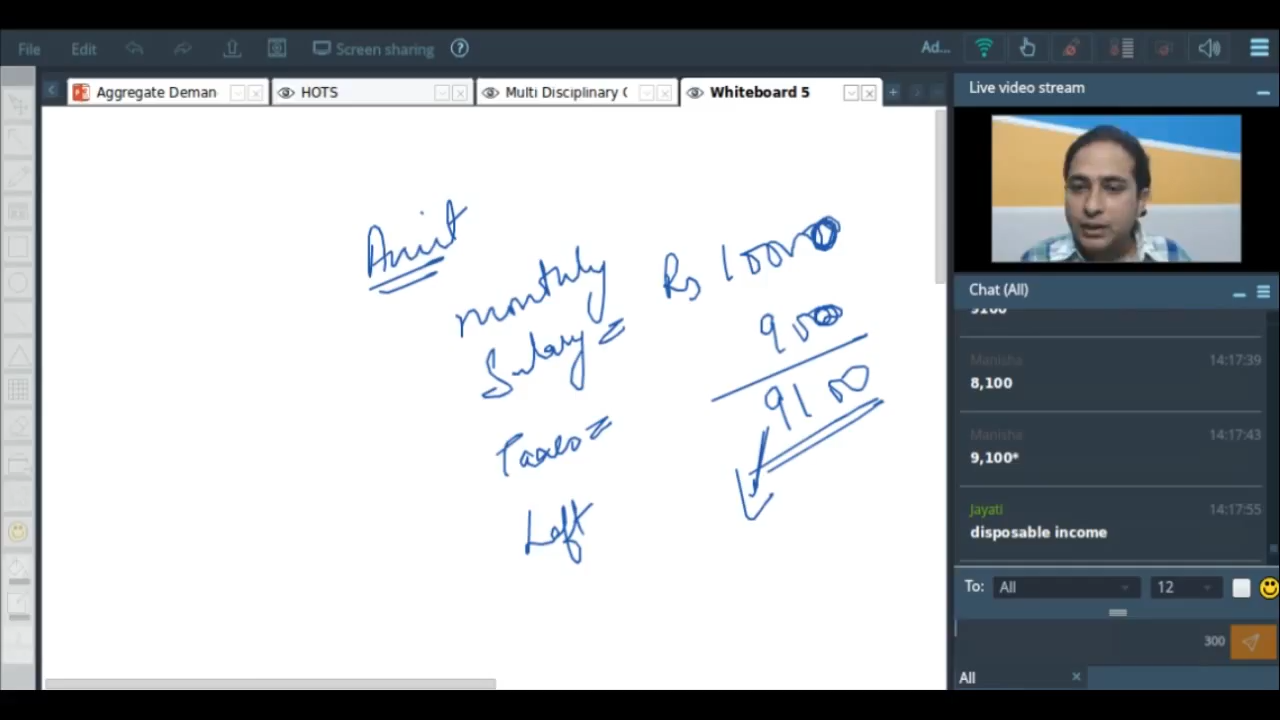 File Edit Screen sharing ? Ad...
Aggregate Deman HOTS Multi Disciplinary ( Whiteboard 5
Live video stream
Amit
monthly Rs 10000
Salary = 900
9100
Taxes =
Left
Chat (All)
9100
Manisha 14:17:39
8,100
Manisha 14:17:43
9,100*
Jayati 14:17:55
disposable income
To: All 12
300
All